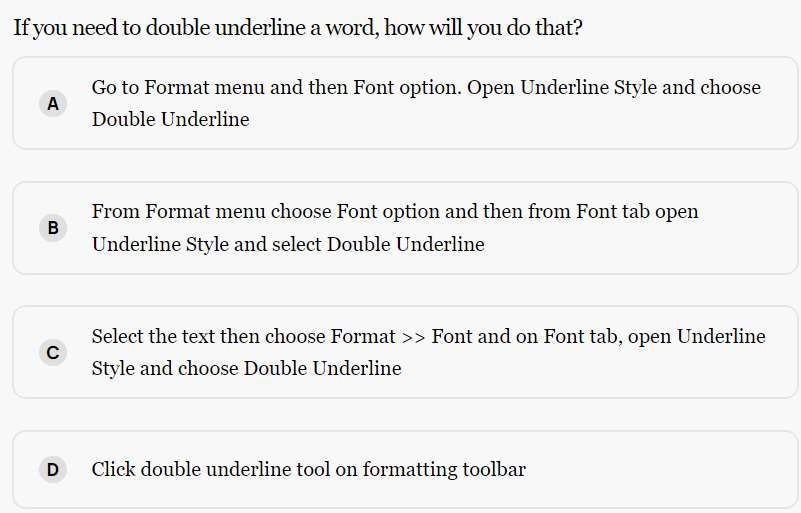 If you need to double underline a word, how will you do that?
A
Go to Format menu and then Font option. Open Underline Style and choose
Double Underline
B
From Format menu choose Font option and then from Font tab open
Underline Style and select Double Underline
C
Select the text then choose Format >> Font and on Font tab, open Underline
Style and choose Double Underline
D
Click double underline tool on formatting toolbar